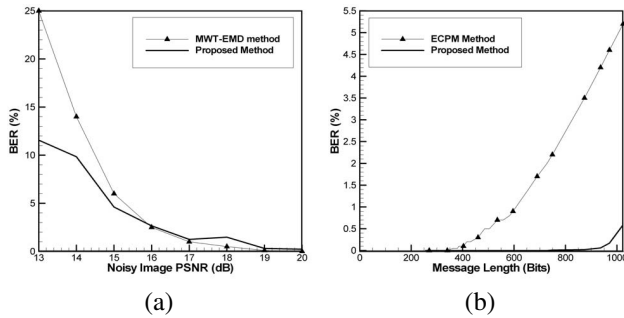 25
20
15
10
5
0
BER (%)
MWT-EMD method
Proposed Method
13 14 15 16 17 18 19 20
Noisy Image PSNR (dB)
(a)
5.5
5
4.5
4
3.5
3
2.5
2
1.5
1
0.5
0
BER (%)
ECPM Method
Proposed Method
0 200 400 600 800 1000
Message Length (Bits)
(b)